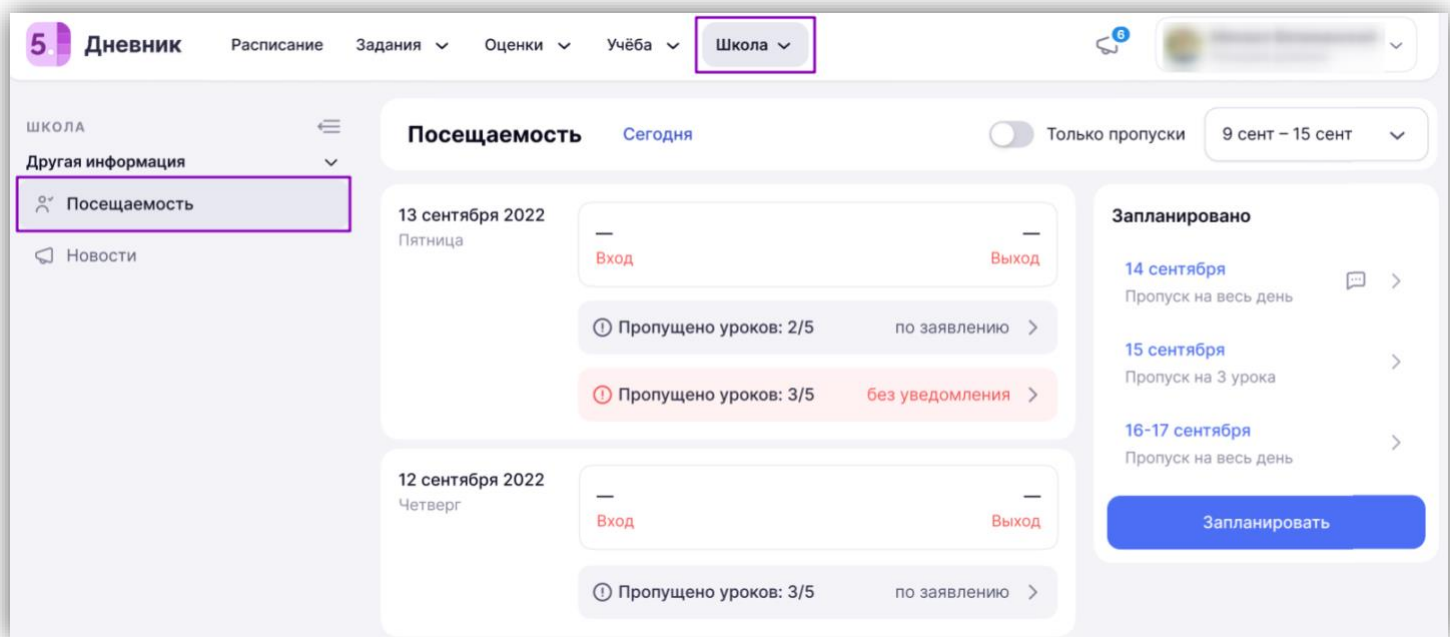 5. Дневник Расписание Задания Оценки Учёба Школа 6
ШКОЛА
Другая информация
Посещаемость
Новости
Посещаемость Сегодня Только пропуски 9 сент – 15 сент
13 сентября 2022
Пятница
— —
Вход Выход
Пропущено уроков: 2/5 по заявлению
Пропущено уроков: 3/5 без уведомления
12 сентября 2022
Четверг
— —
Вход Выход
Пропущено уроков: 3/5 по заявлению
Запланировано
14 сентября
Пропуск на весь день
15 сентября
Пропуск на 3 урока
16-17 сентября
Пропуск на весь день
Запланировать